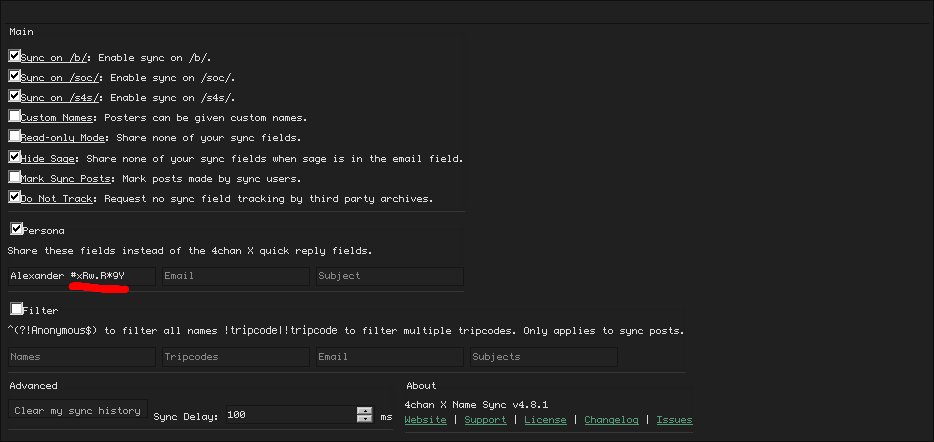 Main
Sync on /b/: Enable sync on /b/.
Sync on /soc/: Enable sync on /soc/.
Sync on /s4s/: Enable sync on /s4s/.
Custom Names: Posters can be given custom names.
Read-only Mode: Share none of your sync fields.
Hide Sage: Share none of your sync fields when sage is in the email field.
Mark Sync Posts: Mark posts made by sync users.
Do Not Track: Request no sync field tracking by third party archives.
Persona
Share these fields instead of the 4chan X quick reply fields.
Alexander #xRw.R*9Y Email Subject
Filter
^(?!Anonymous$) to filter all names !tripcode|!tripcode to filter multiple tripcodes. Only applies to sync posts.
Names Tripcodes Email Subjects
Advanced
Clear my sync history Sync Delay: 100 ms
About
4chan X Name Sync v4.8.1
Website | Support | License | Changelog | Issues